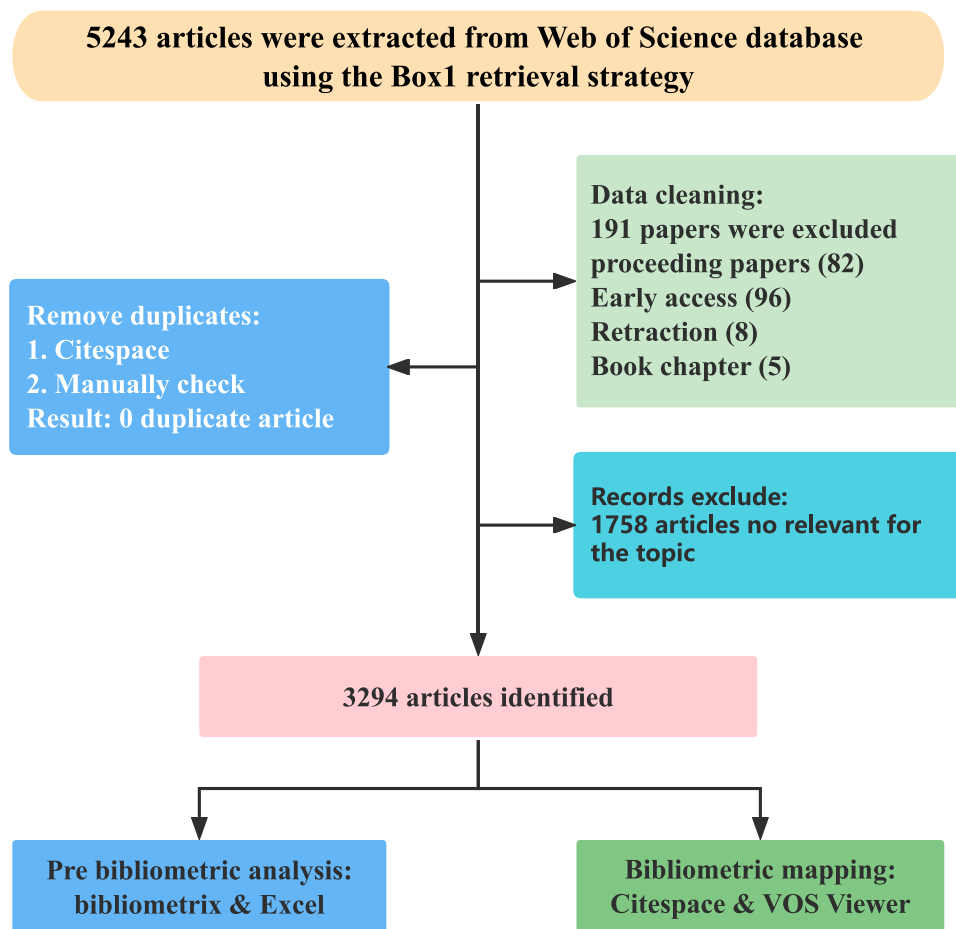 5243 articles were extracted from Web of Science database
using the Box1 retrieval strategy
Data cleaning:
191 papers were excluded
proceeding papers (82)
Early access (96)
Retraction (8)
Book chapter (5)
Remove duplicates:
1. Citespace
2. Manually check
Result: 0 duplicate article
Records exclude:
1758 articles no relevant for
the topic
3294 articles identified
Pre bibliometric analysis:
bibliometrix & Excel
Bibliometric mapping:
Citespace & VOS Viewer